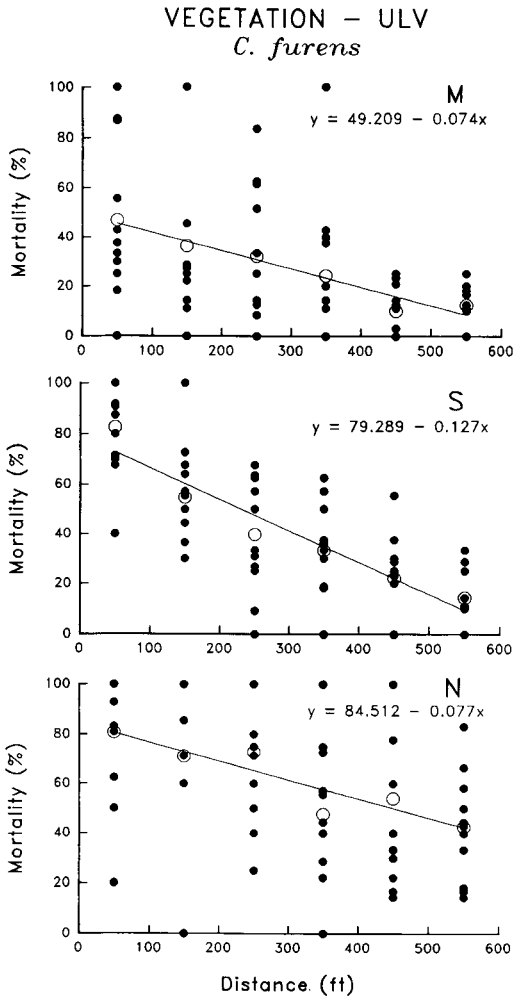 VEGETATION – ULV
C. furens
M
y = 49.209 – 0.074x
Mortality (%)
100
80
60
40
20
0
0 100 200 300 400 500 600
S
y = 79.289 – 0.127x
Mortality (%)
100
80
60
40
20
0
0 100 200 300 400 500 600
N
y = 84.512 – 0.077x
Mortality (%)
100
80
60
40
20
0
0 100 200 300 400 500 600
Distance. (ft)